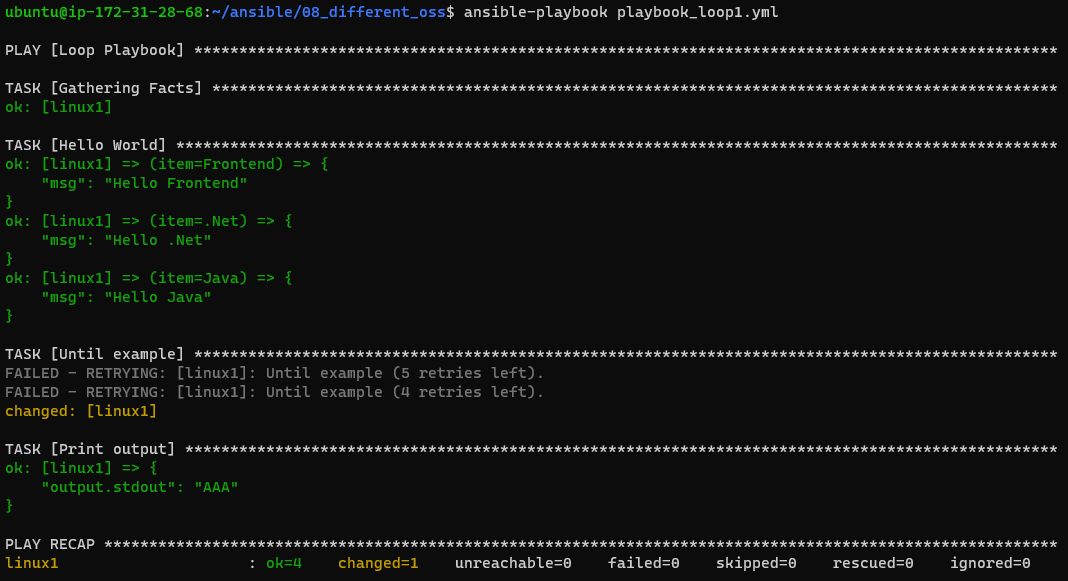 ubuntu@ip-172-31-28-68:~/ansible/08_different_oss$ ansible-playbook playbook_loop1.yml
PLAY [Loop Playbook] ************************************************************************************************
TASK [Gathering Facts] **********************************************************************************************
ok: [linux1]
TASK [Hello World] **************************************************************************************************
ok: [linux1] => (item=Frontend) => {
    "msg": "Hello Frontend"
}
ok: [linux1] => (item=.Net) => {
    "msg": "Hello .Net"
}
ok: [linux1] => (item=Java) => {
    "msg": "Hello Java"
}
TASK [Until example] ************************************************************************************************
FAILED - RETRYING: [linux1]: Until example (5 retries left).
FAILED - RETRYING: [linux1]: Until example (4 retries left).
changed: [linux1]
TASK [Print output] *************************************************************************************************
ok: [linux1] => {
    "output.stdout": "AAA"
}
PLAY RECAP **********************************************************************************************************
linux1                     : ok=4    changed=1    unreachable=0    failed=0    skipped=0    rescued=0    ignored=0